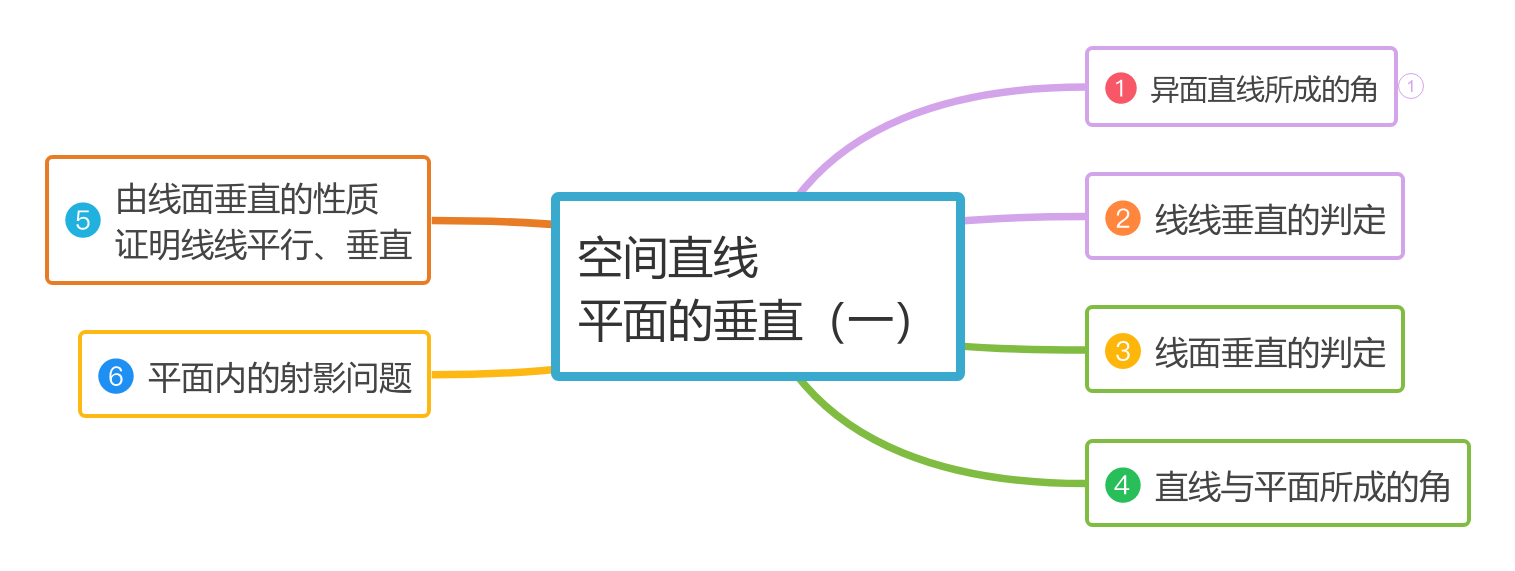 空间直线
平面的垂直（一）
1 异面直线所成的角 1
2 线线垂直的判定
3 线面垂直的判定
4 直线与平面所成的角
5 由线面垂直的性质
证明线线平行、垂直
6 平面内的射影问题